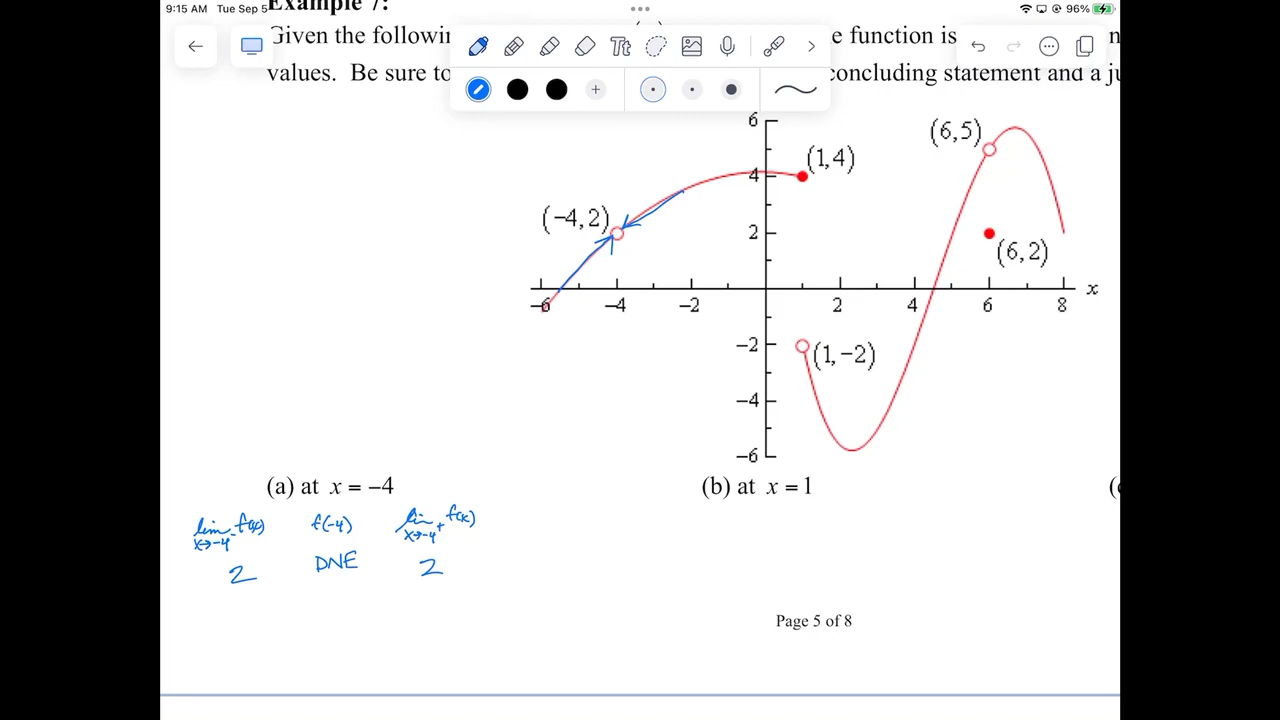 9:15 AM Tue Sep 5 96%
Example 7:
Given the following e function is
values. Be sure to concluding statement and a
Tt
6
(6,5)
(1,4)
4
(-4,2)
2
(6,2)
-6 -4 -2 2 4 6 8 x
-2
(1,-2)
-4
-6
(a) at x = -4 (b) at x = 1
lim x→-4⁻ f(x) f(-4) lim x→-4⁺ f(x)
2 DNE 2
Page 5 of 8